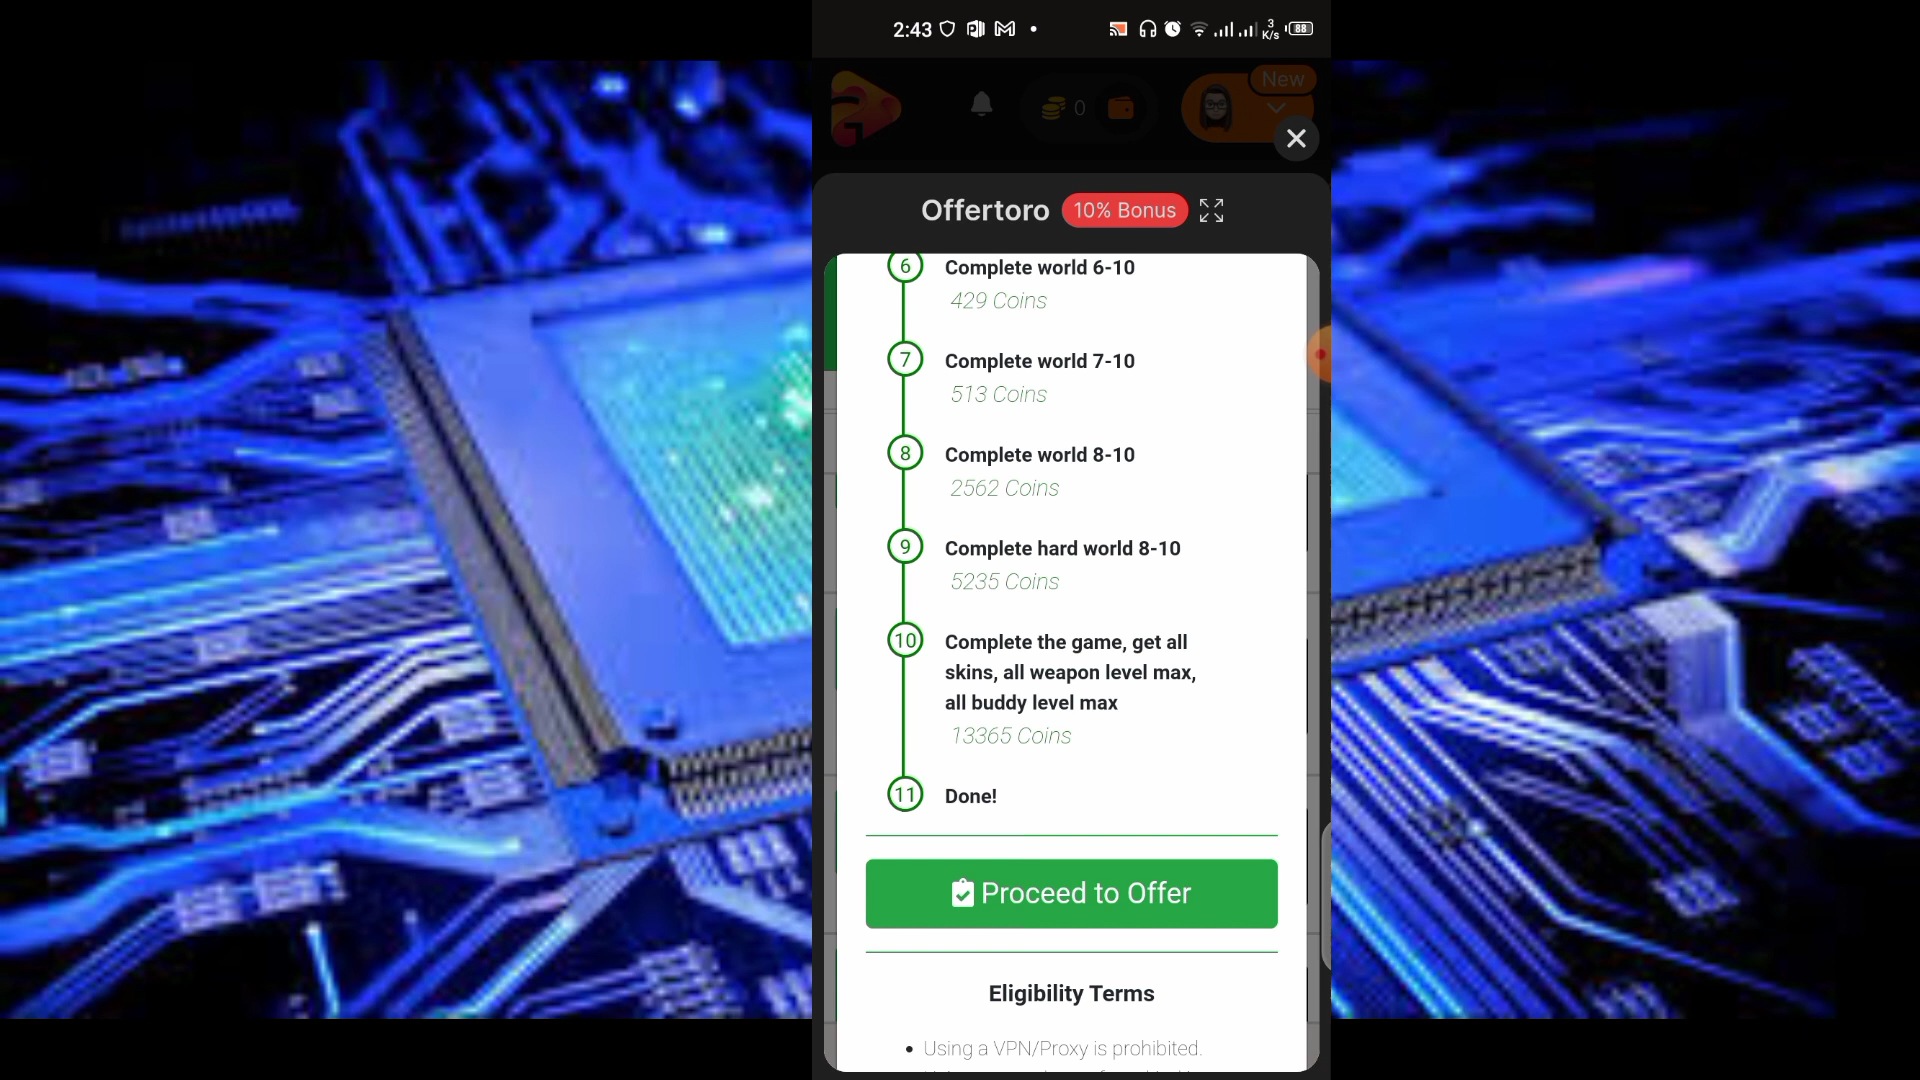 2:43
3
K/s
88
New
0
Offertoro 10% Bonus
6 Complete world 6-10
429 Coins
7 Complete world 7-10
513 Coins
8 Complete world 8-10
2562 Coins
9 Complete hard world 8-10
5235 Coins
10 Complete the game, get all
skins, all weapon level max,
all buddy level max
13365 Coins
11 Done!
Proceed to Offer
Eligibility Terms
• Using a VPN/Proxy is prohibited.